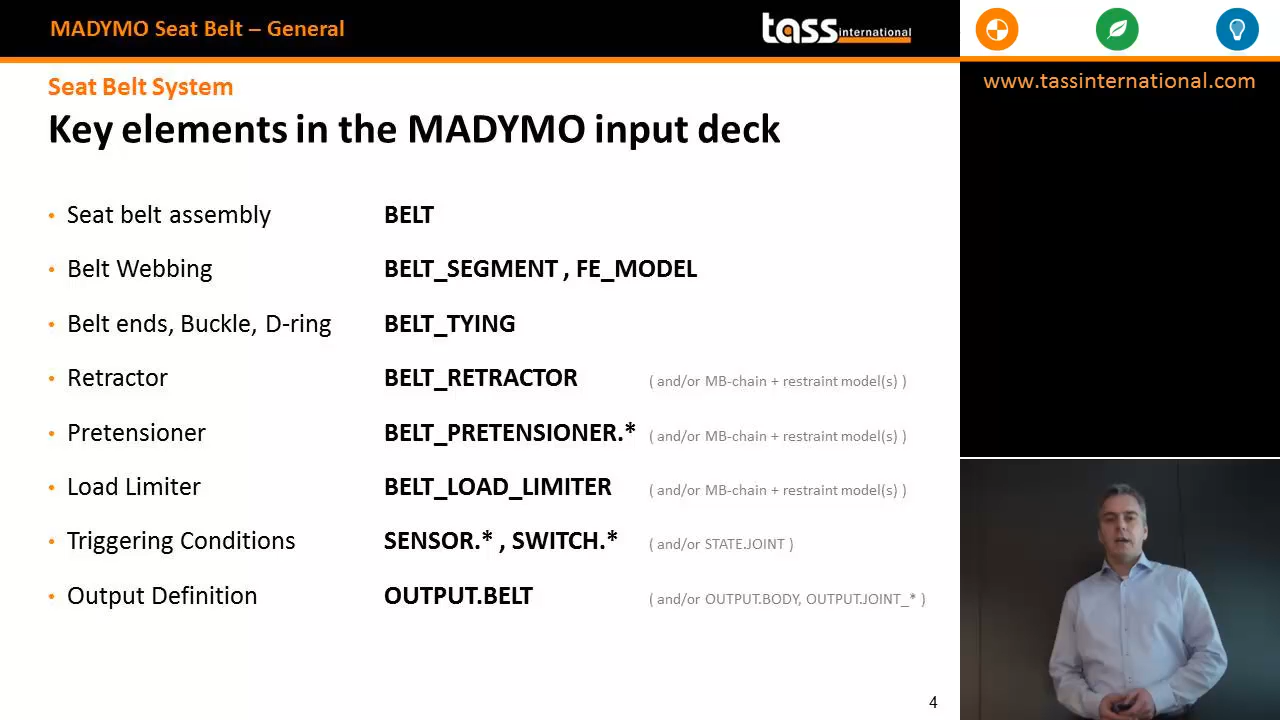 MADYMO Seat Belt – General
tass international
www.tassinternational.com
Seat Belt System
Key elements in the MADYMO input deck
• Seat belt assembly BELT
• Belt Webbing BELT_SEGMENT , FE_MODEL
• Belt ends, Buckle, D-ring BELT_TYING
• Retractor BELT_RETRACTOR ( and/or MB-chain + restraint model(s) )
• Pretensioner BELT_PRETENSIONER.* ( and/or MB-chain + restraint model(s) )
• Load Limiter BELT_LOAD_LIMITER ( and/or MB-chain + restraint model(s) )
• Triggering Conditions SENSOR.* , SWITCH.* ( and/or STATE.JOINT )
• Output Definition OUTPUT.BELT ( and/or OUTPUT.BODY, OUTPUT.JOINT_* )
4